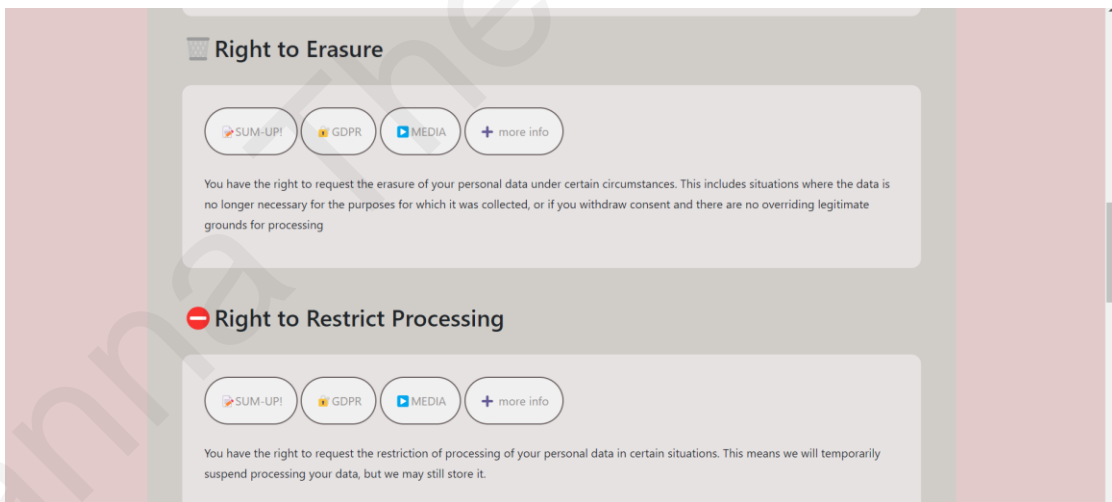 🗑️ Right to Erasure
📝SUM-UP! 🔐GDPR ▶️MEDIA ➕ more info
You have the right to request the erasure of your personal data under certain circumstances. This includes situations where the data is
no longer necessary for the purposes for which it was collected, or if you withdraw consent and there are no overriding legitimate
grounds for processing
⛔ Right to Restrict Processing
📝SUM-UP! 🔐GDPR ▶️MEDIA ➕ more info
You have the right to request the restriction of processing of your personal data in certain situations. This means we will temporarily
suspend processing your data, but we may still store it.